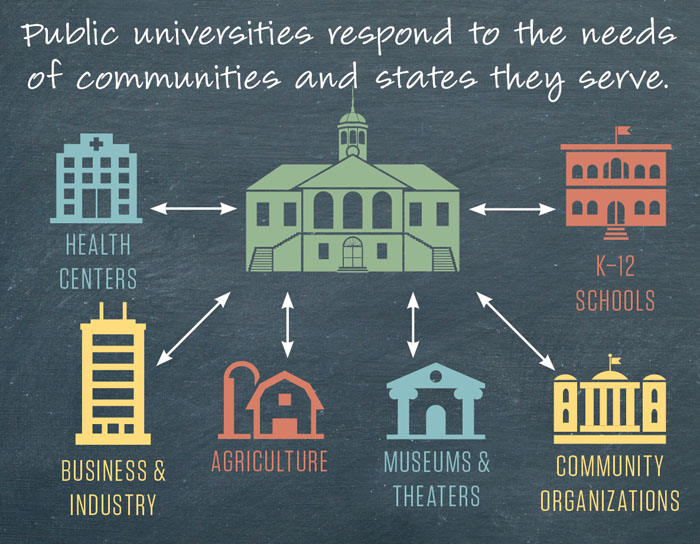 Public universities respond to the needs
of communities and states they serve.
HEALTH
CENTERS
K–12
SCHOOLS
BUSINESS &
INDUSTRY
AGRICULTURE
MUSEUMS &
THEATERS
COMMUNITY
ORGANIZATIONS